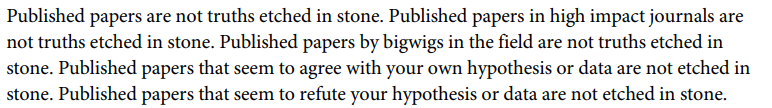 Published papers are not truths etched in stone. Published papers in high impact journals are
not truths etched in stone. Published papers by bigwigs in the field are not truths etched in
stone. Published papers that seem to agree with your own hypothesis or data are not etched in
stone. Published papers that seem to refute your hypothesis or data are not etched in stone.